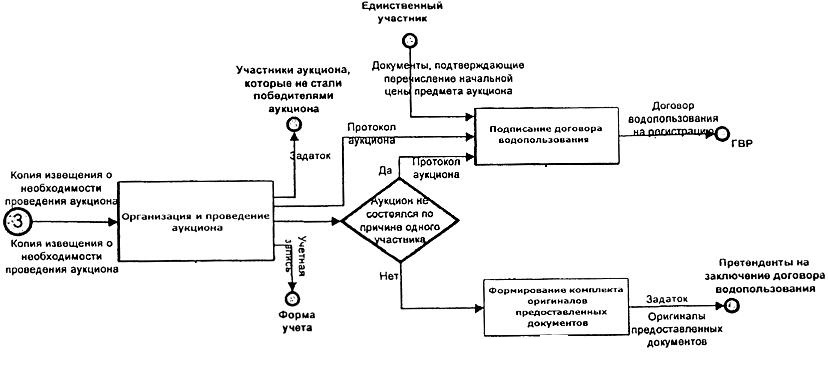 Единственный
участник
Документы, подтверждающие
перечисление начальной
цены предмета аукциона
Участники аукциона,
которые не стали
победителями
аукциона
Задаток
Протокол
аукциона
Подписание договора
водопользования
Договор
водопользования
на регистрацию
ГВР
Копия извещения о
необходимости
проведения аукциона
3
Копия извещения о
необходимости
проведения аукциона
Организация и проведение
аукциона
Да
Протокол
аукциона
Аукцион не
состоялся по
причине одного
участника
Учетная
запись
Форма
учета
Нет
Формирование комплекта
оригиналов
предоставленных
документов
Задаток
Оригиналы
предоставленных
документов
Претенденты на
заключение договора
водопользования